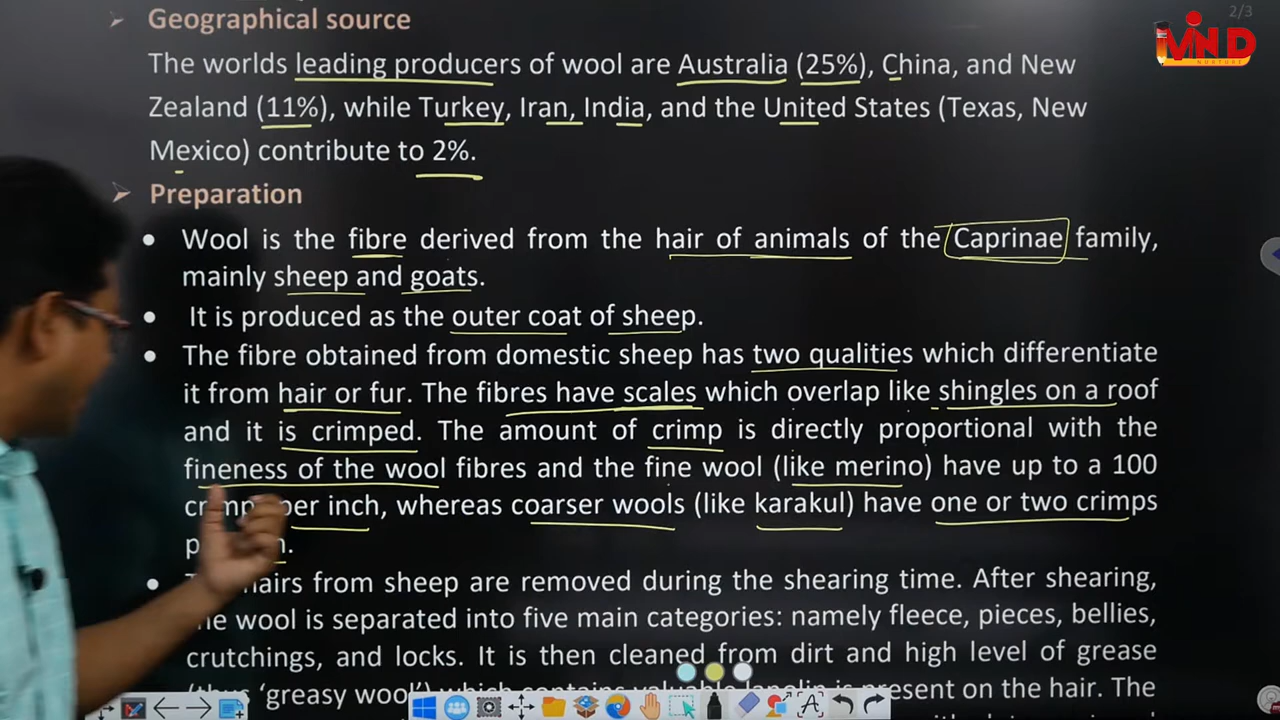 2/3
MIND
NURTURE
Geographical source
The worlds leading producers of wool are Australia (25%), China, and New
Zealand (11%), while Turkey, Iran, India, and the United States (Texas, New
Mexico) contribute to 2%.
Preparation
Wool is the fibre derived from the hair of animals of the Caprinae family,
mainly sheep and goats.
It is produced as the outer coat of sheep.
The fibre obtained from domestic sheep has two qualities which differentiate
it from hair or fur. The fibres have scales which overlap like shingles on a roof
and it is crimped. The amount of crimp is directly proportional with the
fineness of the wool fibres and the fine wool (like merino) have up to a 100
per inch, whereas coarser wools (like karakul) have one or two crimps
hairs from sheep are removed during the shearing time. After shearing,
wool is separated into five main categories: namely fleece, pieces, bellies,
crutchings, and locks. It is then cleaned from dirt and high level of grease
'greasy wool') which present on the hair. The